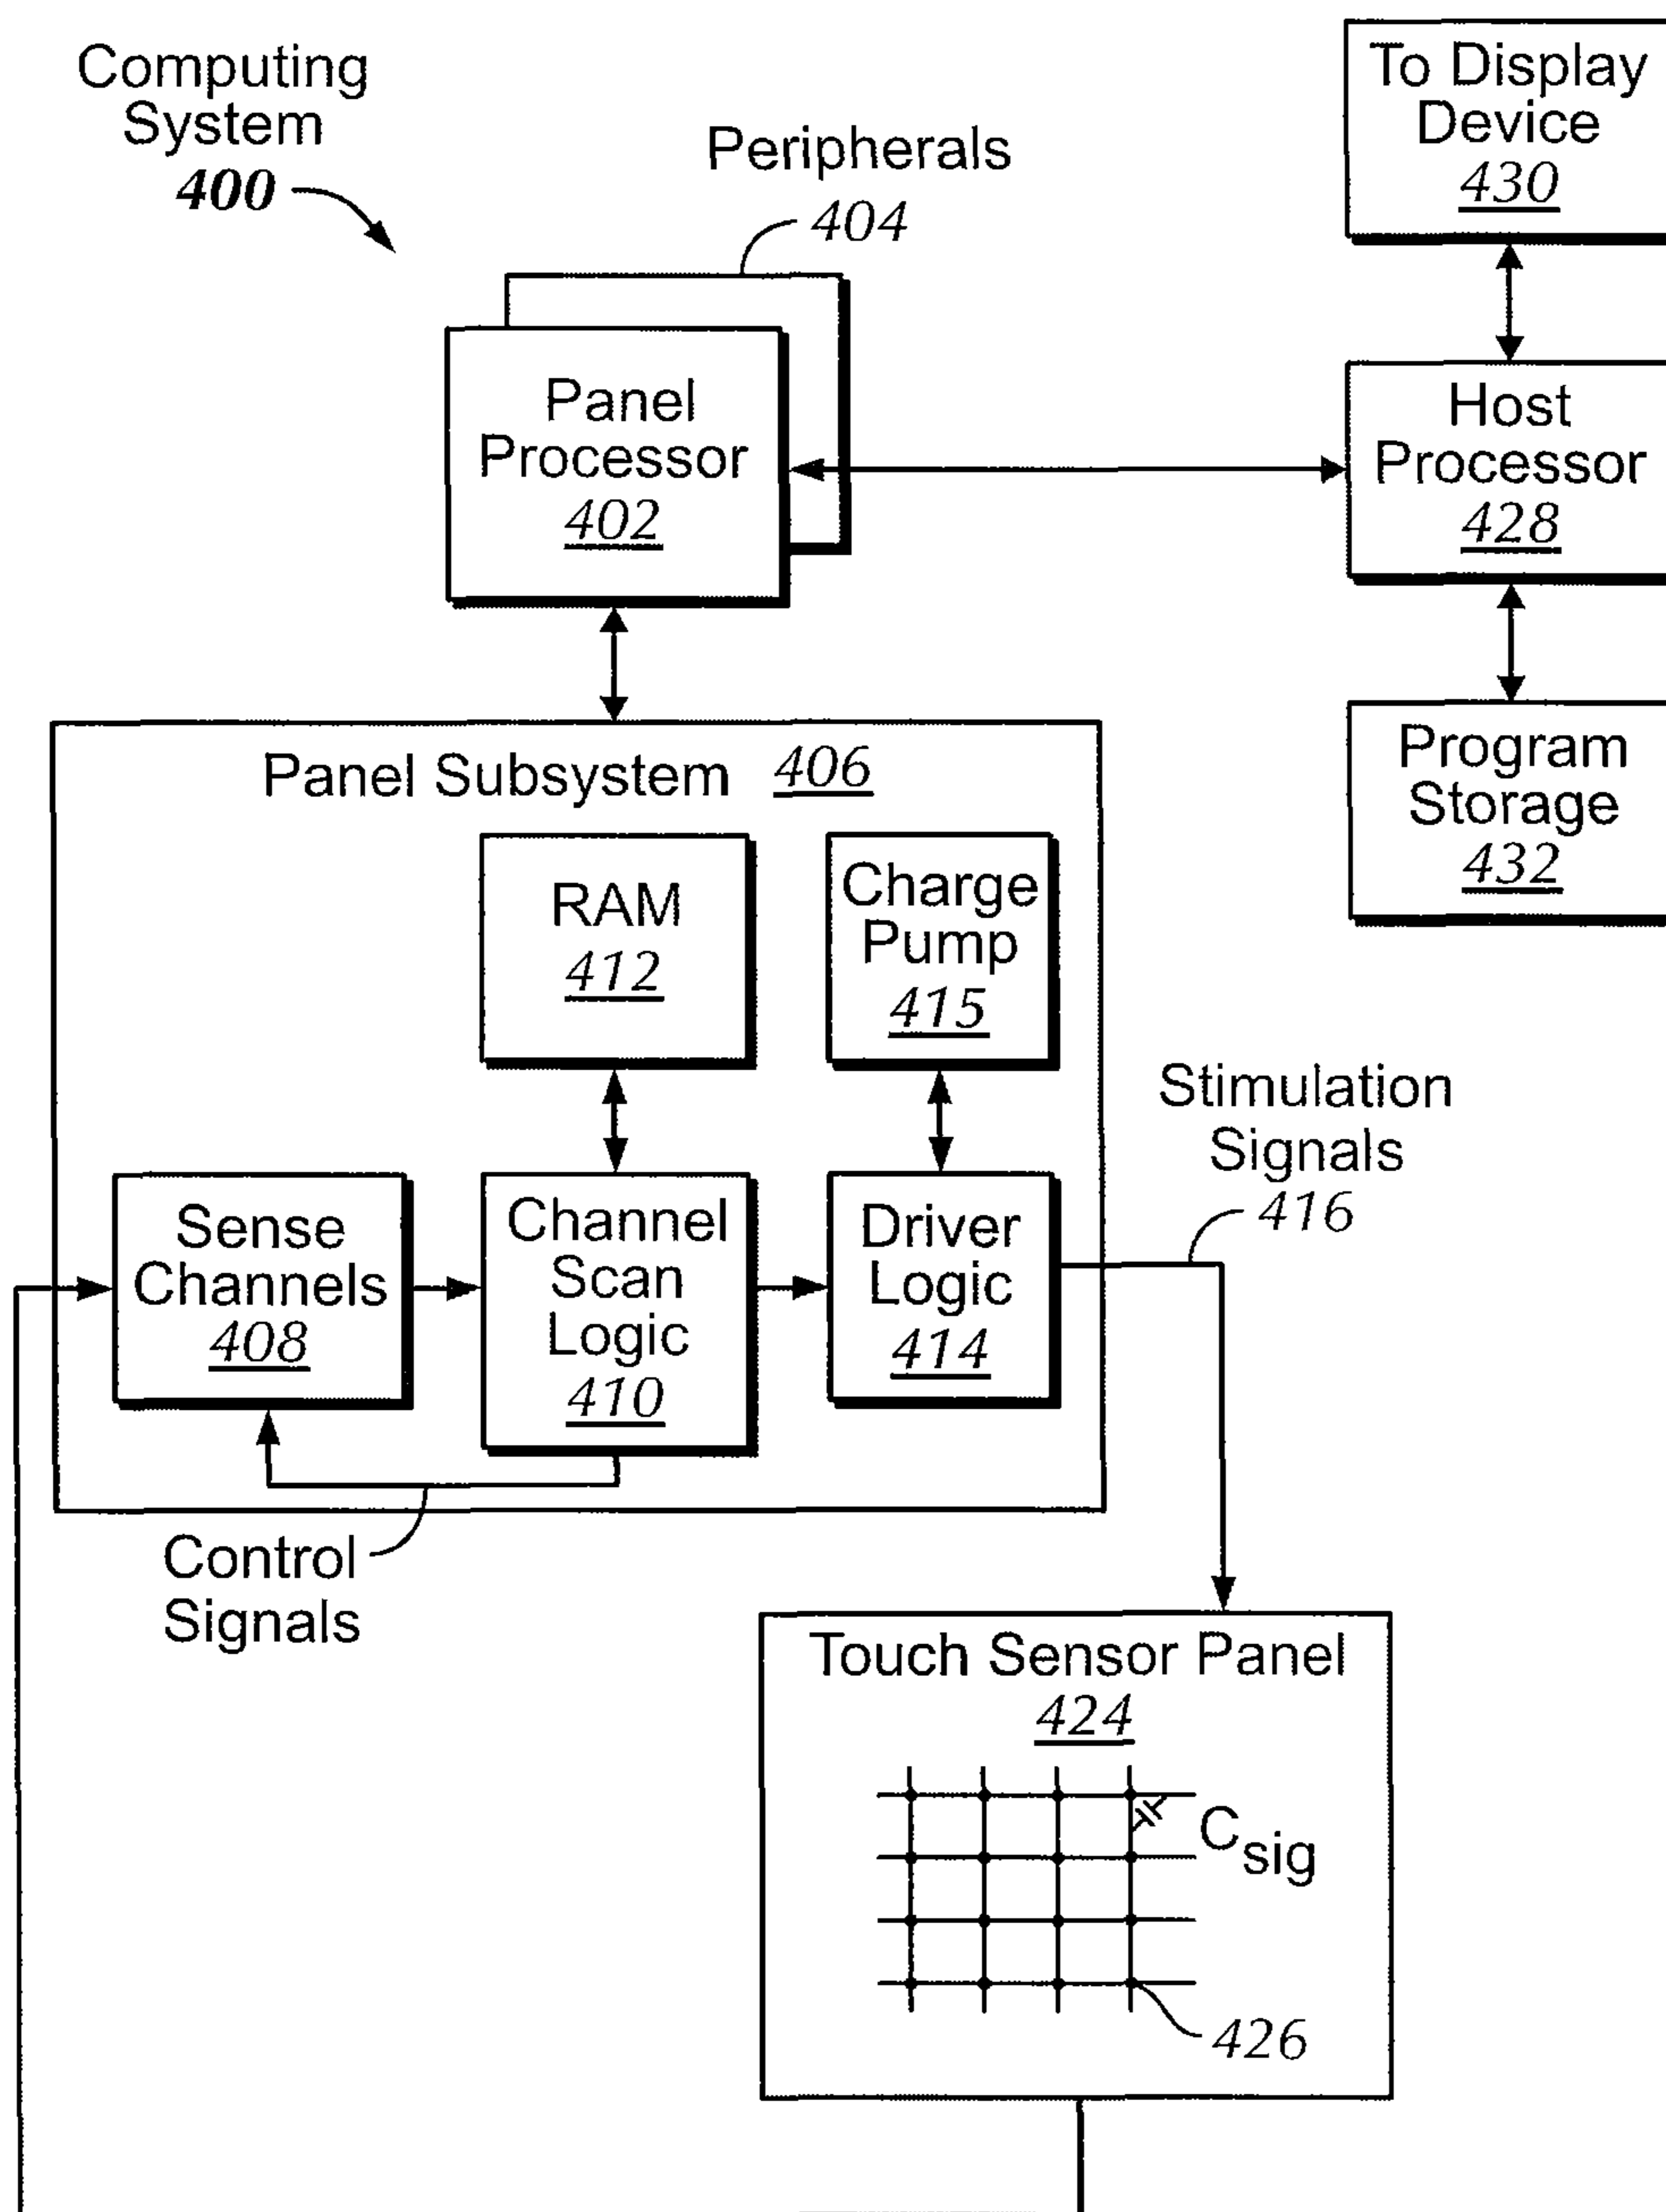 Computing
System
400
Peripherals
404
To Display
Device
430
Panel
Processor
402
Host
Processor
428
Program
Storage
432
Panel Subsystem 406
RAM
412
Charge
Pump
415
Stimulation
Signals
416
Sense
Channels
408
Channel
Scan
Logic
410
Driver
Logic
414
Control
Signals
Touch Sensor Panel
424
Csig
426